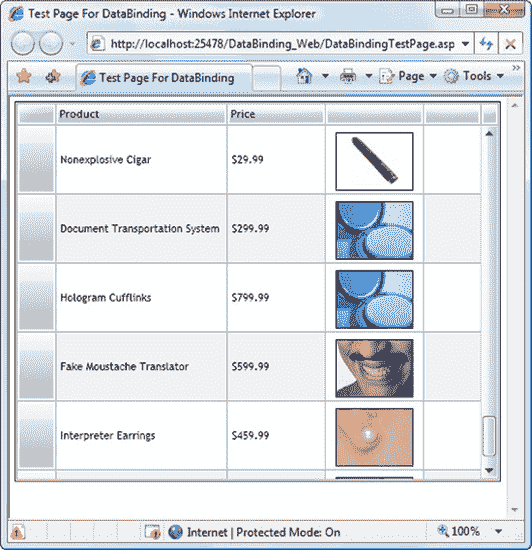 Test Page For DataBinding - Windows Internet Explorer
http://localhost:25478/DataBinding_Web/DataBindingTestPage.asp
Test Page For DataBinding
Page
Tools
Product Price
Nonexplosive Cigar $29.99
Document Transportation System $299.99
Hologram Cufflinks $799.99
Fake Moustache Translator $599.99
Interpreter Earrings $459.99
Internet | Protected Mode: On 100%